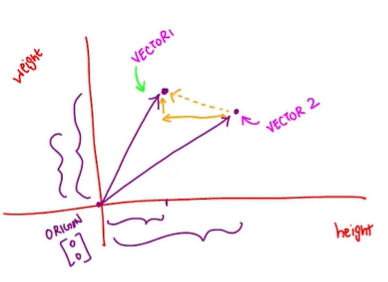 weight
VECTOR1
VECTOR 2
ORIGIN
[0
0]
height